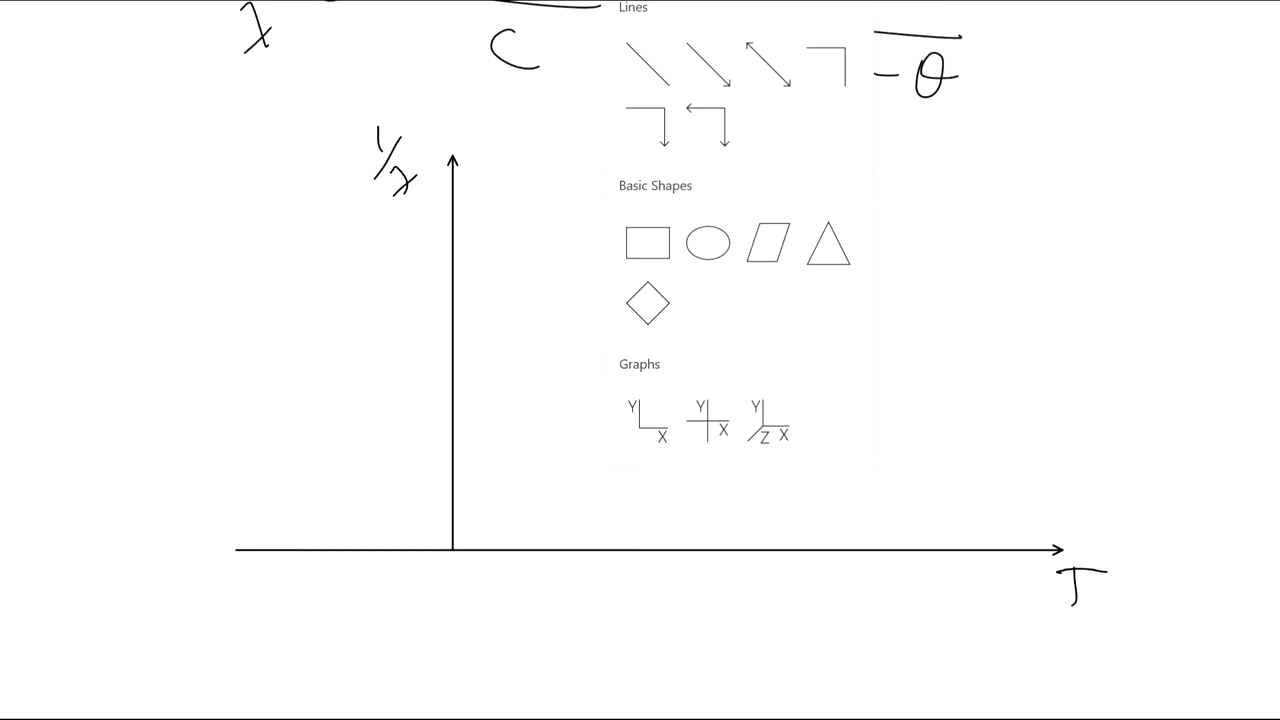 Lines
χ C - θ
1/χ
Basic Shapes
Graphs
Y Y Y
X X Z X
T